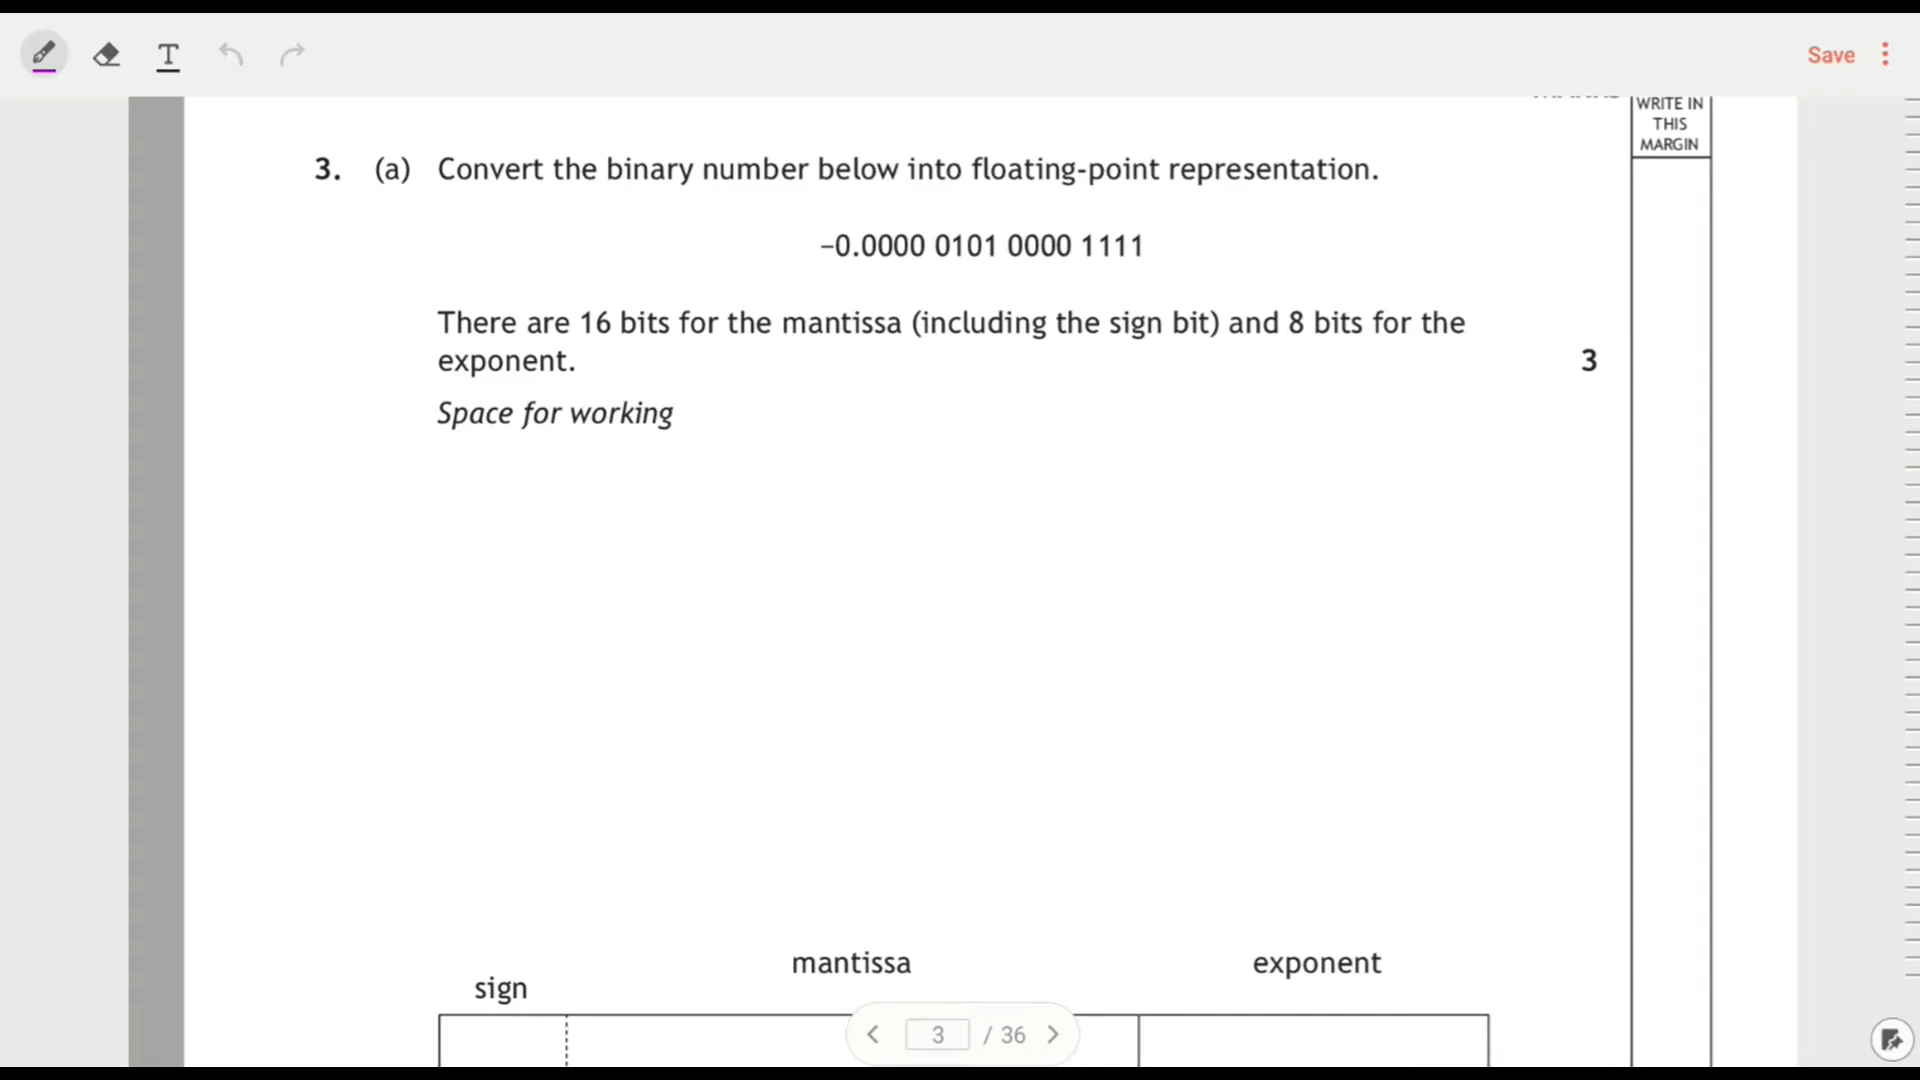 T
Save
WRITE IN
THIS
MARGIN
3. (a) Convert the binary number below into floating-point representation.
–0.0000 0101 0000 1111
There are 16 bits for the mantissa (including the sign bit) and 8 bits for the
exponent.
3
Space for working
mantissa
exponent
sign
3 / 36